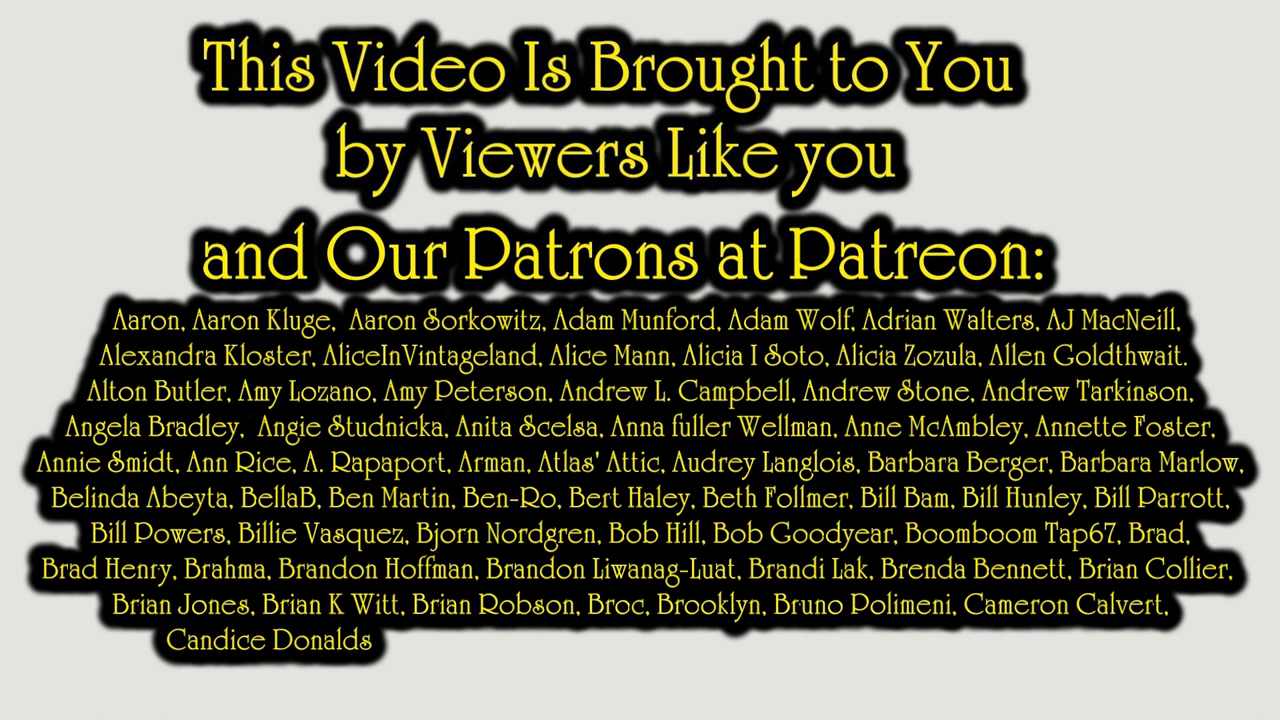 This Video Is Brought to You
by Viewers Like you
and Our Patrons at Patreon:
Aaron, Aaron Kluge, Aaron Sorkowitz, Adam Munford, Adam Wolf, Adrian Walters, AJ MacNeill,
Alexandra Kloster, AliceInVintageland, Alice Mann, Alicia I Soto, Alicia Zozula, Allen Goldthwait.
Alton Butler, Amy Lozano, Amy Peterson, Andrew L. Campbell, Andrew Stone, Andrew Tarkinson,
Angela Bradley, Angie Studnicka, Anita Scelsa, Anna fuller Wellman, Anne McAmbley, Annette Foster,
Annie Smidt, Ann Rice, A. Rapaport, Arman, Atlas' Attic, Audrey Langlois, Barbara Berger, Barbara Marlow,
Belinda Abeyta, BellaB, Ben Martin, Ben-Ro, Bert Haley, Beth Follmer, Bill Bam, Bill Hunley, Bill Parrott,
Bill Powers, Billie Vasquez, Bjorn Nordgren, Bob Hill, Bob Goodyear, Boomboom Tap67, Brad,
Brad Henry, Brahma, Brandon Hoffman, Brandon Liwanag-Luat, Brandi Lak, Brenda Bennett, Brian Collier,
Brian Jones, Brian K Witt, Brian Robson, Broc, Brooklyn, Bruno Polimeni, Cameron Calvert,
Candice Donalds